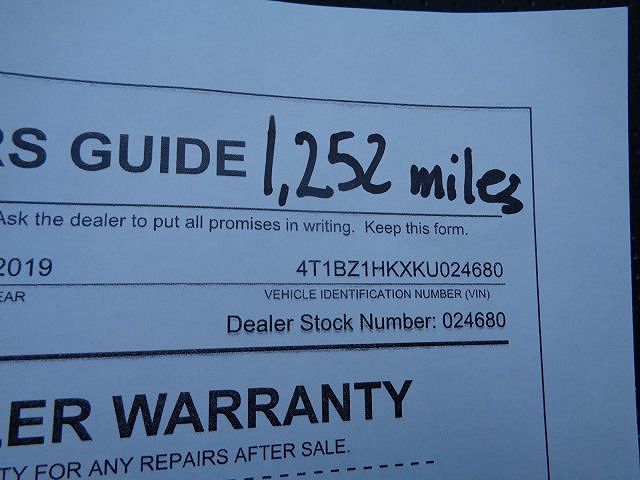 RS GUIDE 1,252 miles
Ask the dealer to put all promises in writing. Keep this form.
2019 4T1BZ1HKXKU024680
EAR VEHICLE IDENTIFICATION NUMBER (VIN)
Dealer Stock Number: 024680
ER WARRANTY
TY FOR ANY REPAIRS AFTER SALE.